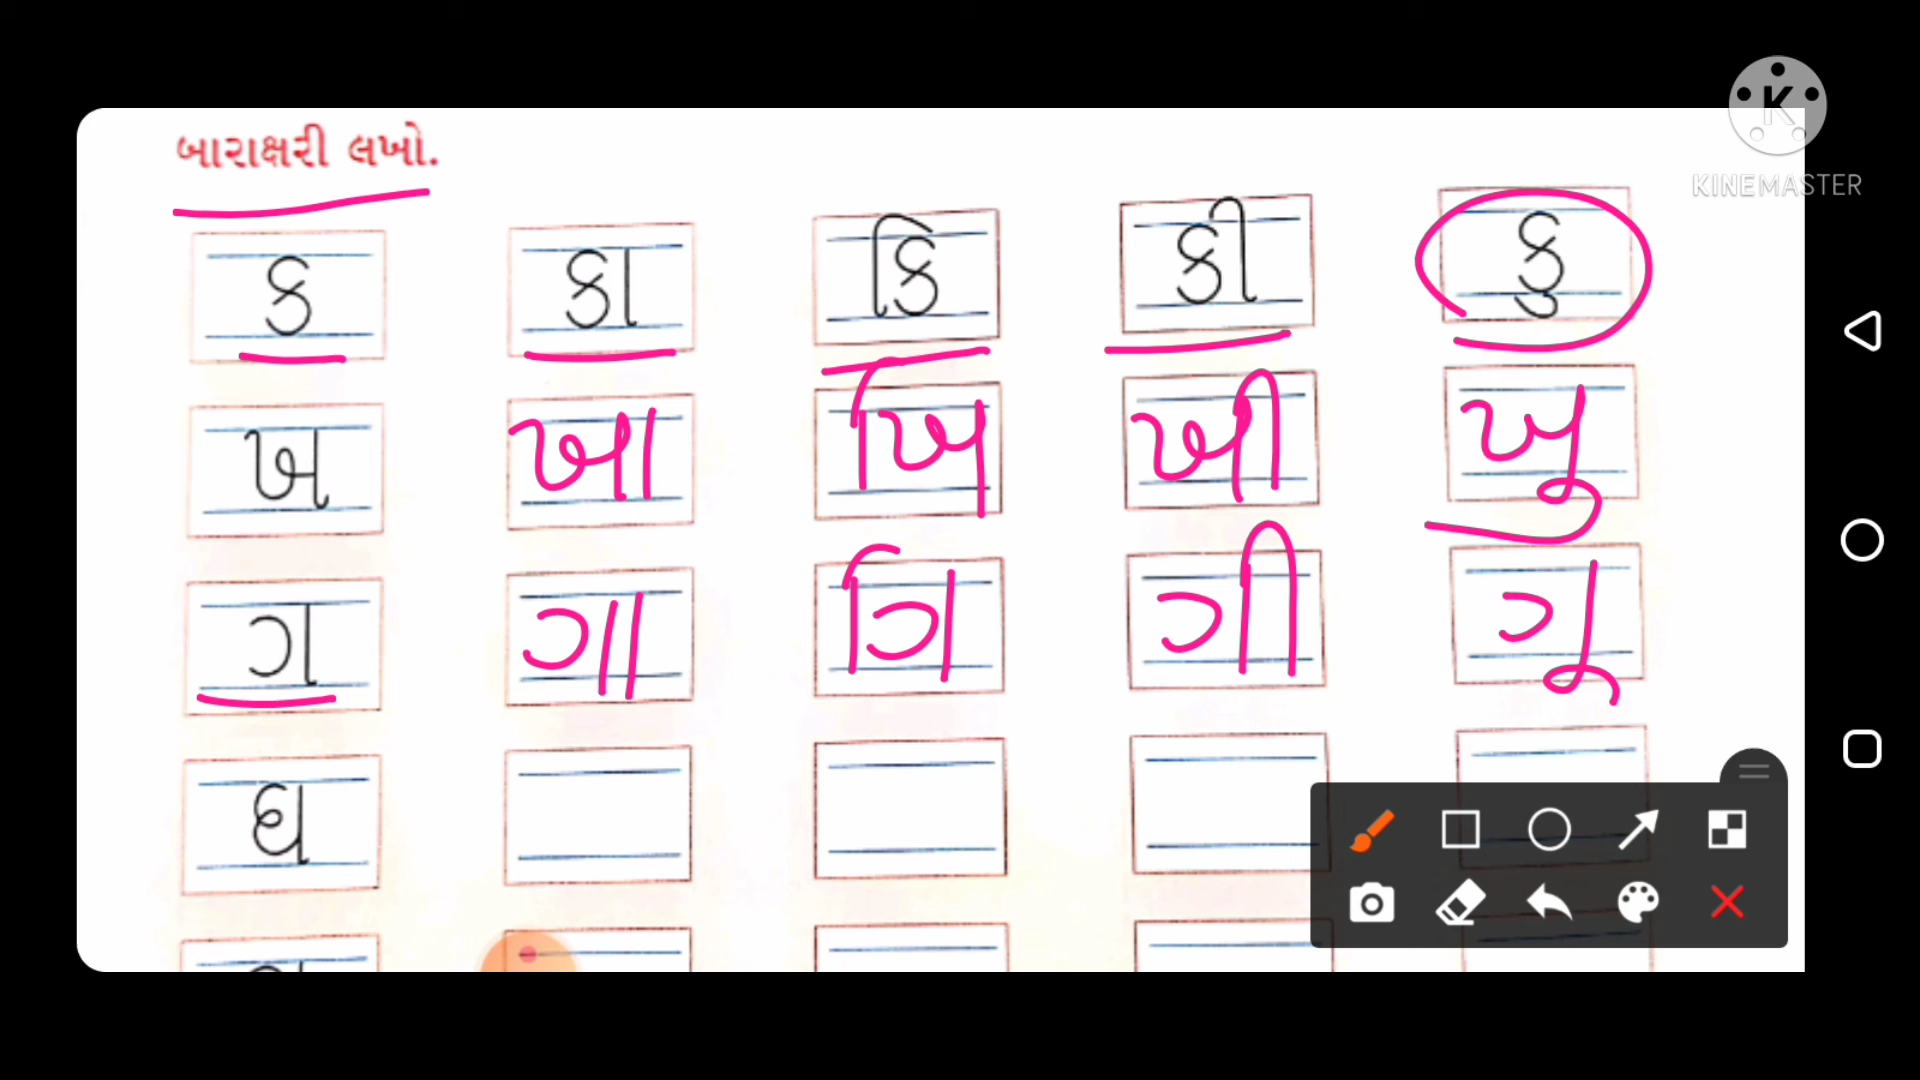 બારાક્ષરી લખો.
K
KINEMASTER
ક કા કિ કી કુ
ખ ખા ખિ ખી ખુ
ગ ગા ગિ ગી ગુ
ઘ